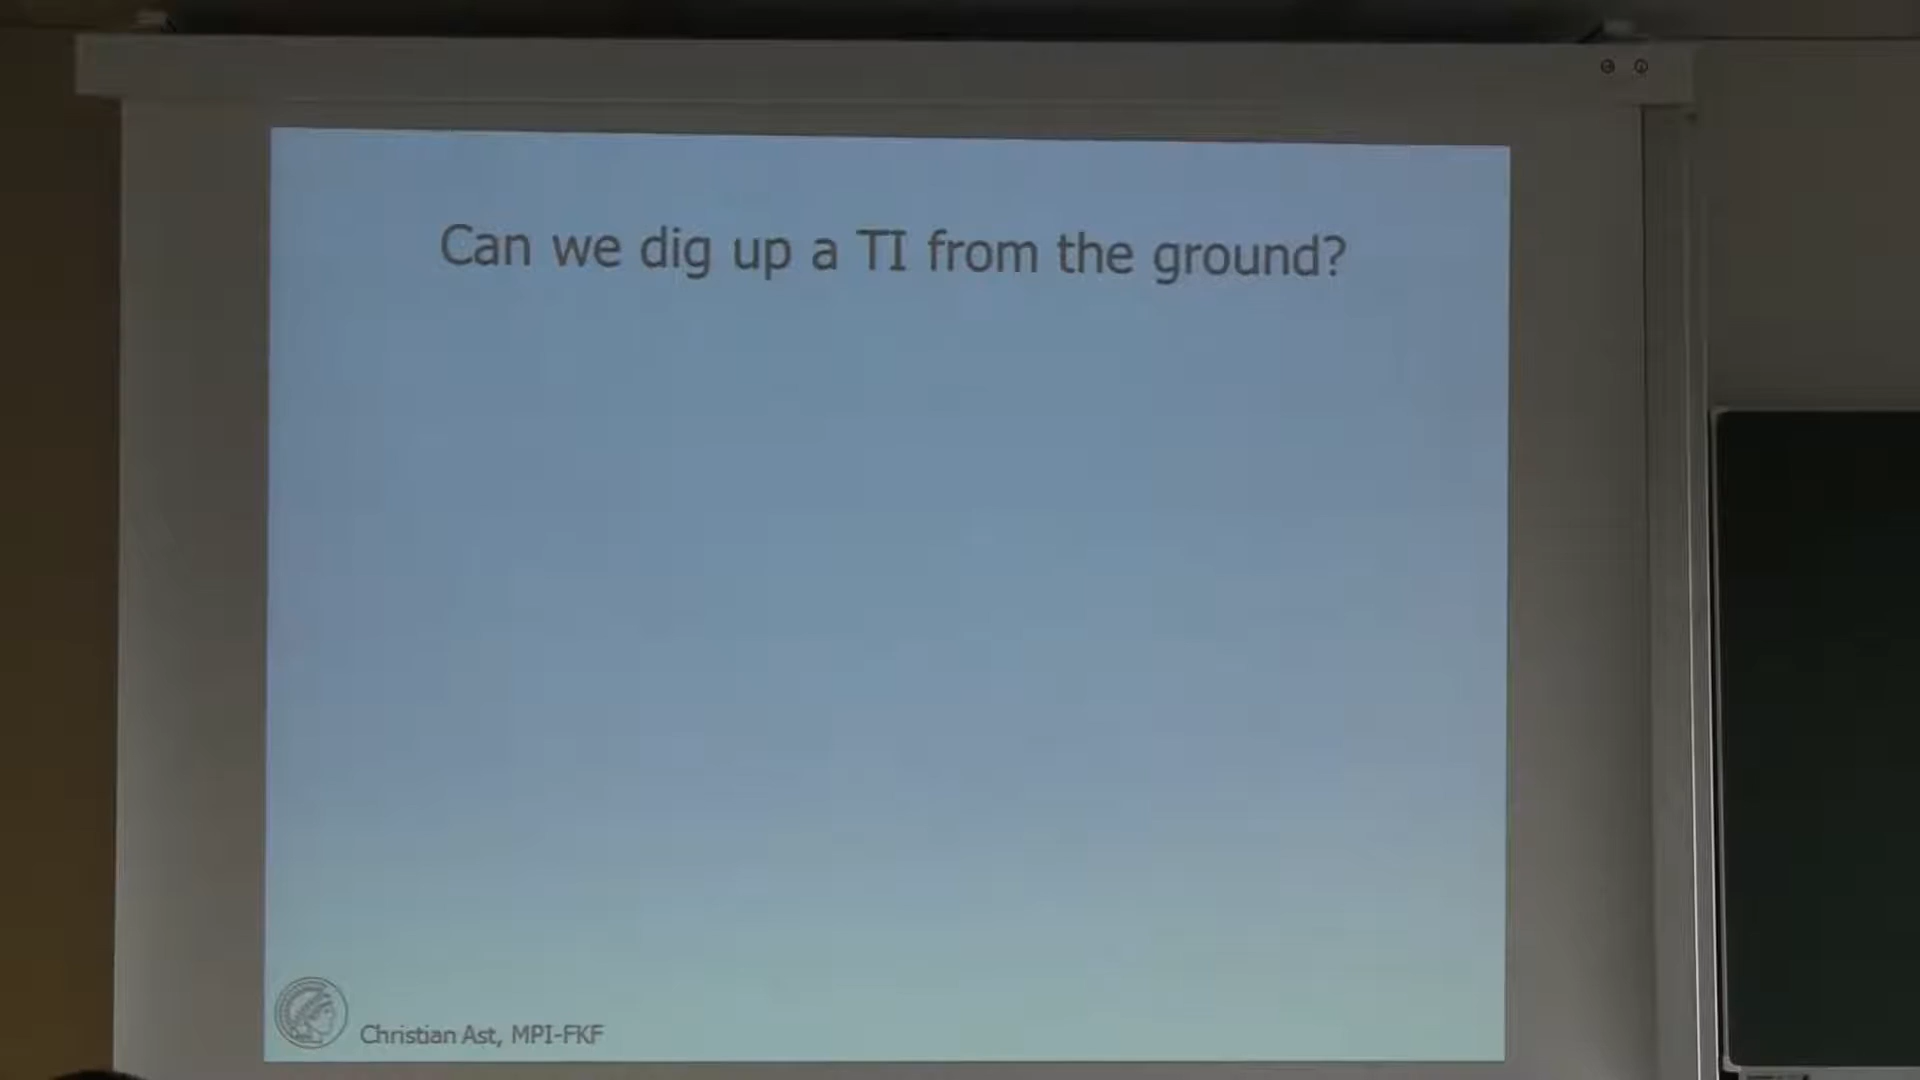 Can we dig up a TI from the ground?
Christian Ast, MPI-FKF